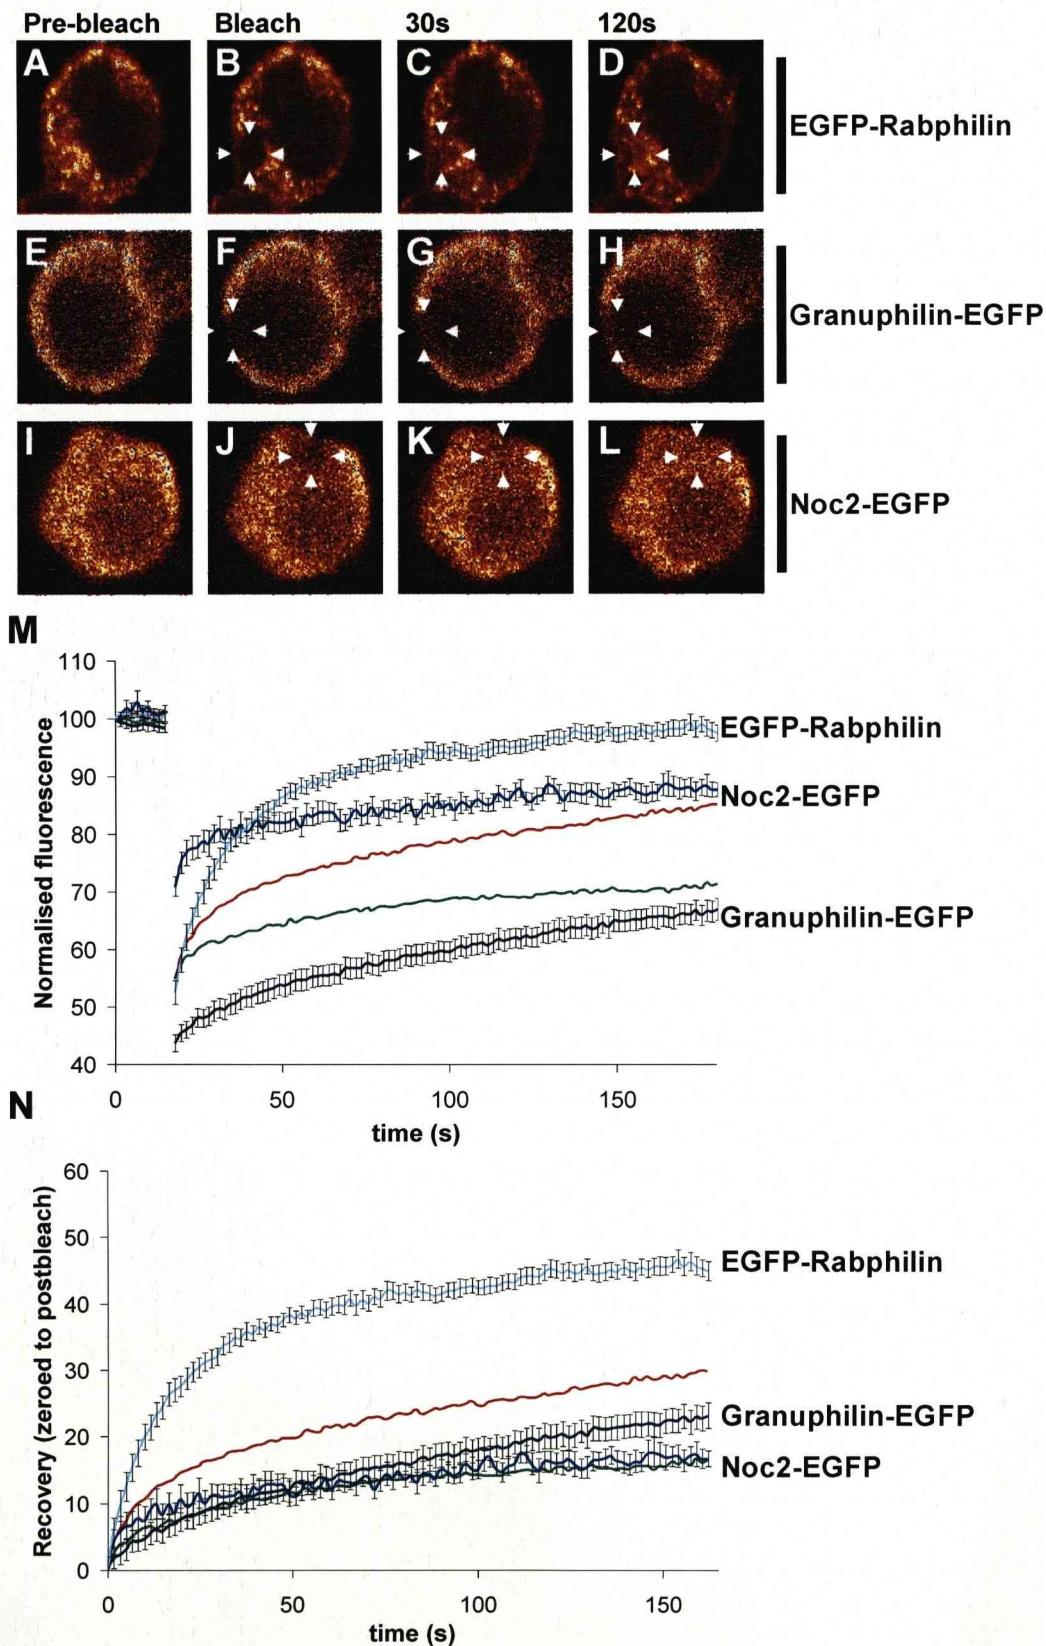 Pre-bleach Bleach 30s 120s
A B C D
EGFP-Rabphilin
E F G H
Granuphilin-EGFP
I J K L
Noc2-EGFP
M
110
100
90
80
70
60
50
40
Normalised fluorescence
EGFP-Rabphilin
Noc2-EGFP
Granuphilin-EGFP
0 50 100 150
time (s)
N
60
50
40
30
20
10
0
Recovery (zeroed to postbleach)
EGFP-Rabphilin
Granuphilin-EGFP
Noc2-EGFP
0 50 100 150
time (s)